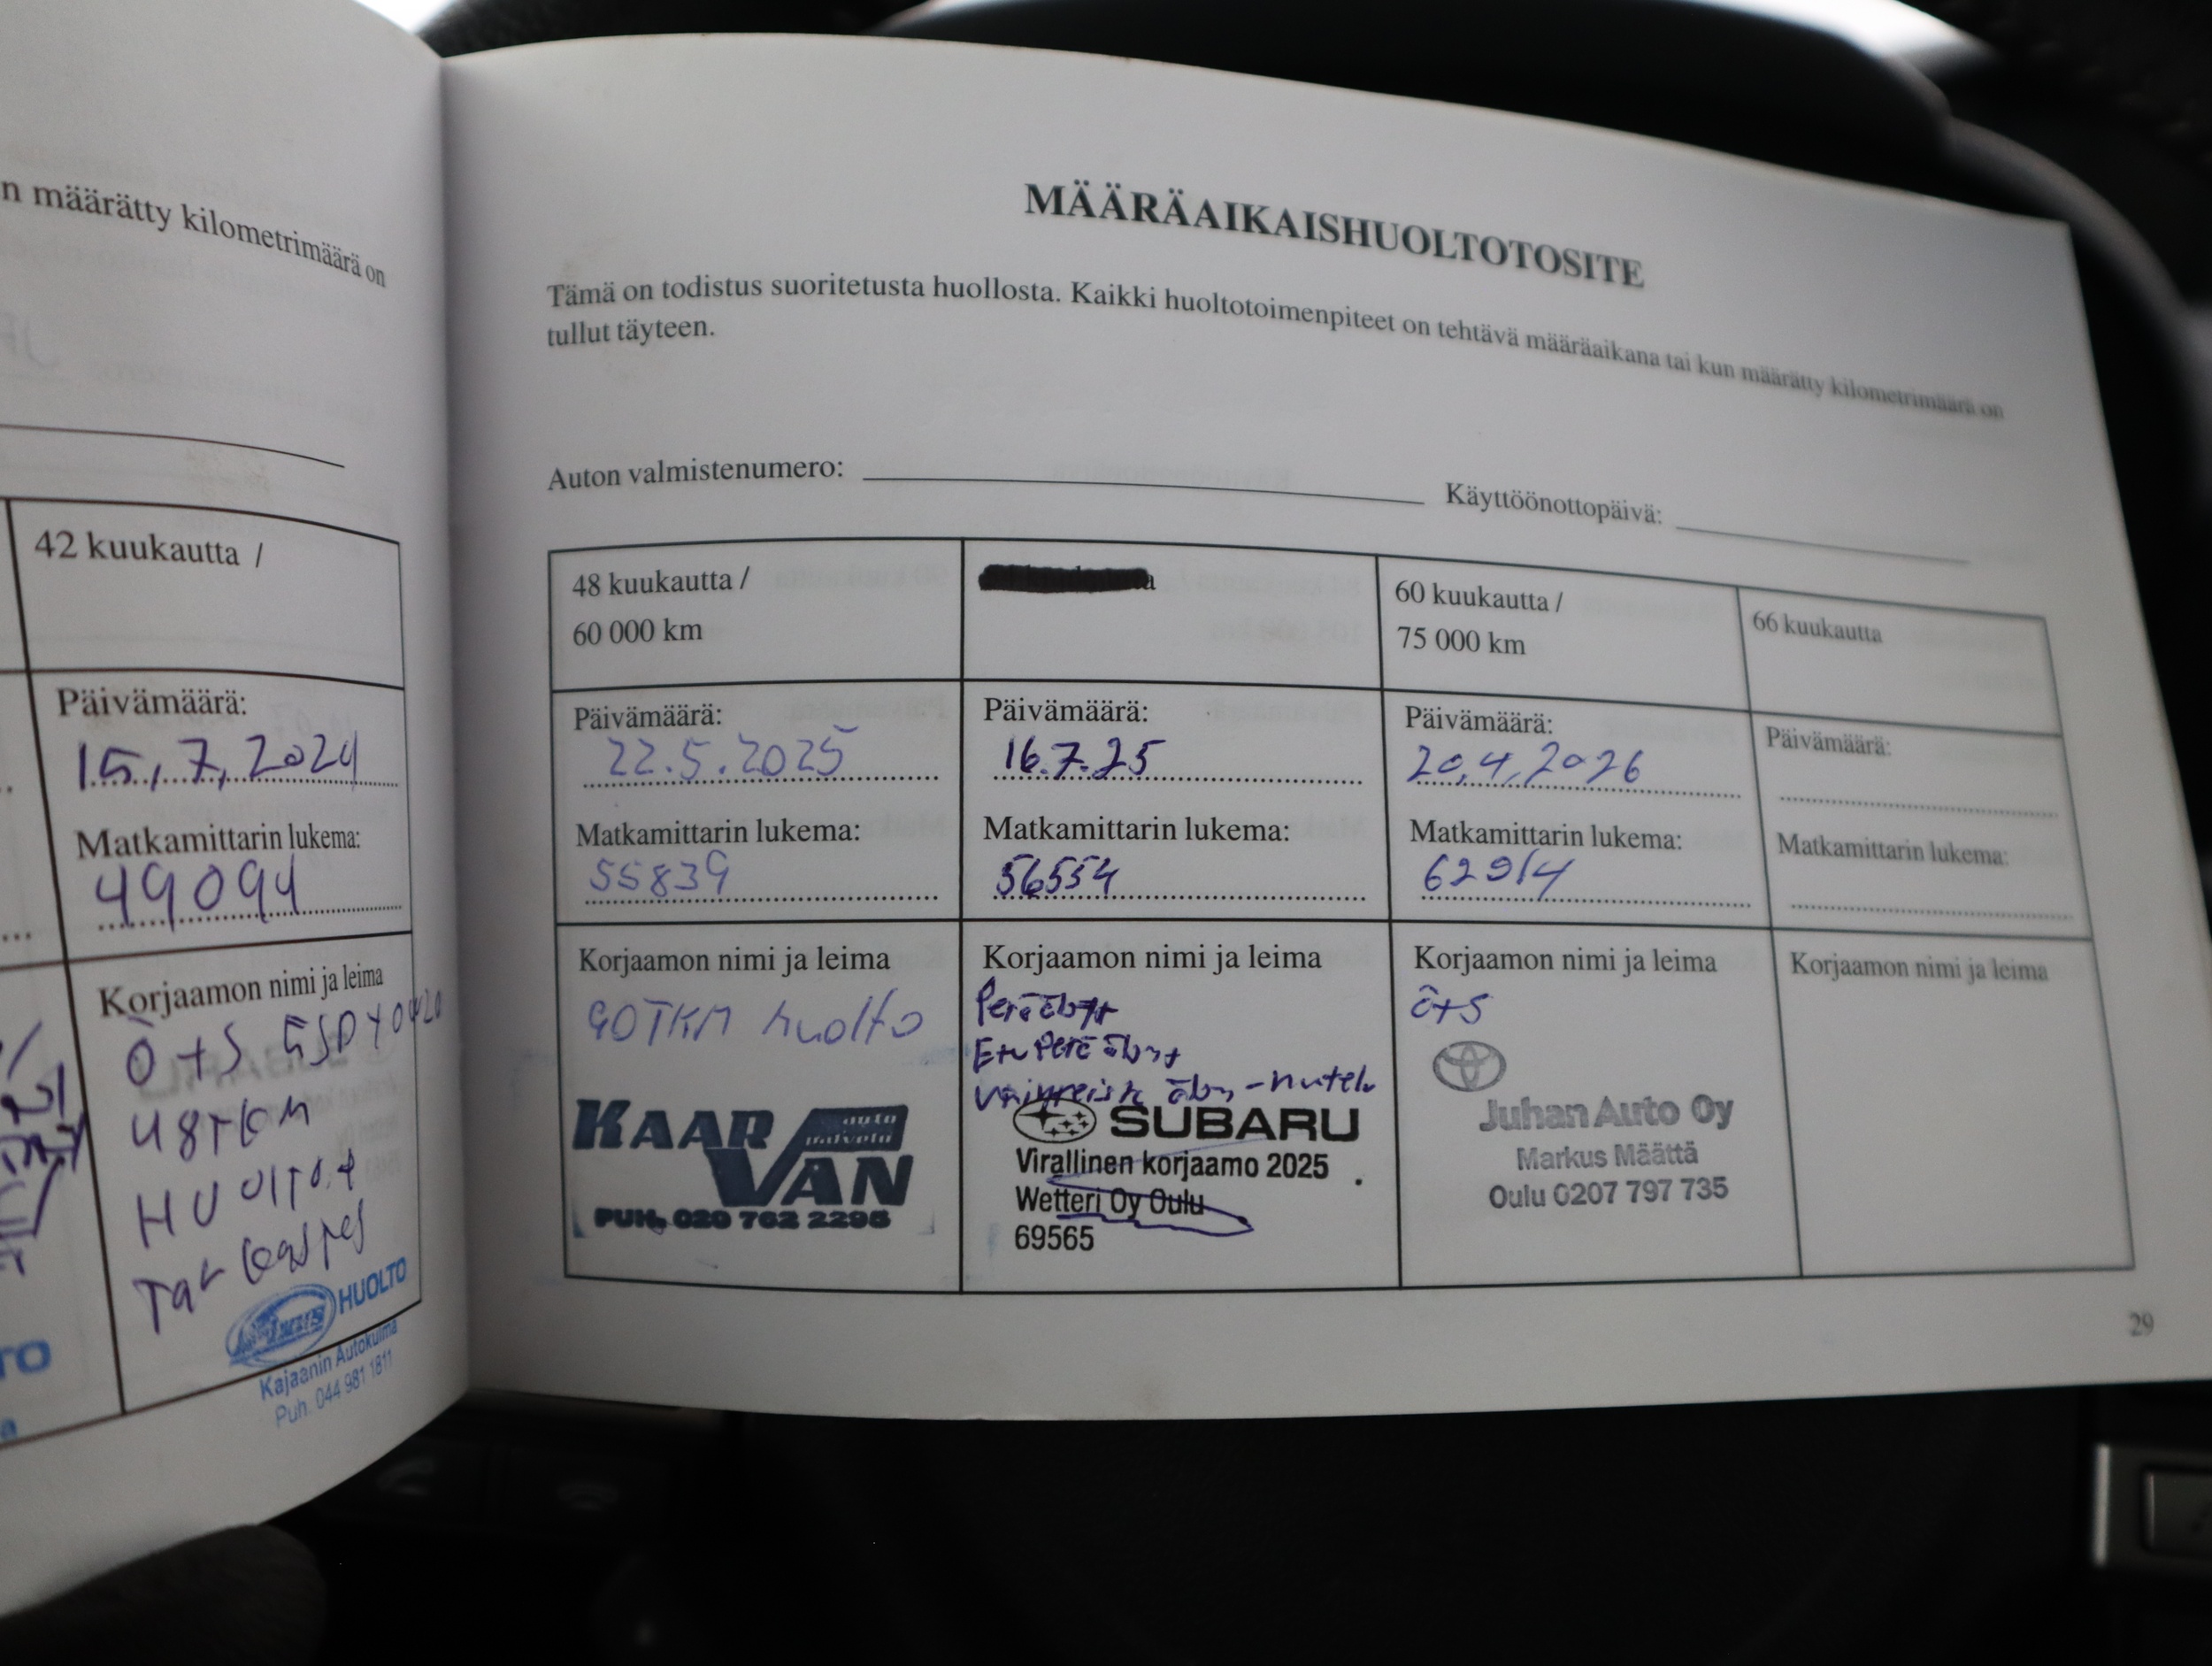 n määrätty kilometrimäärä on
42 kuukautta /
Päivämäärä:
15.7.2024
Matkamittarin lukema:
49094
Korjaamon nimi ja leima
Ö+S
48TKM
HUOLTO
HUOLTO
Kajaanin Autokulma
Puh. 044 981 1811
TO
a
MÄÄRÄAIKAISHUOLTOTOSITE
Tämä on todistus suoritetusta huollosta. Kaikki huoltotoimenpiteet on tehtävä määräaikana tai kun määrätty kilometrimäärä on
tullut täyteen.
Auton valmistenumero: Käyttöönottopäivä:
48 kuukautta /
60 000 km
Päivämäärä:
22.5.2025
Matkamittarin lukema:
55839
Korjaamon nimi ja leima
90TKM huolto
KAAR
auto
palvelu
VAN
PUH. 020 762 2295
a
Päivämäärä:
16.7.25
Matkamittarin lukema:
56554
Korjaamon nimi ja leima
SUBARU
Virallinen korjaamo 2025
Wetteri Oy Oulu
69565
60 kuukautta /
75 000 km
Päivämäärä:
20.4.2026
Matkamittarin lukema:
62914
Korjaamon nimi ja leima
ö+S
Juhan Auto Oy
Markus Määttä
Oulu 0207 797 735
66 kuukautta
Päivämäärä:
Matkamittarin lukema:
Korjaamon nimi ja leima
29